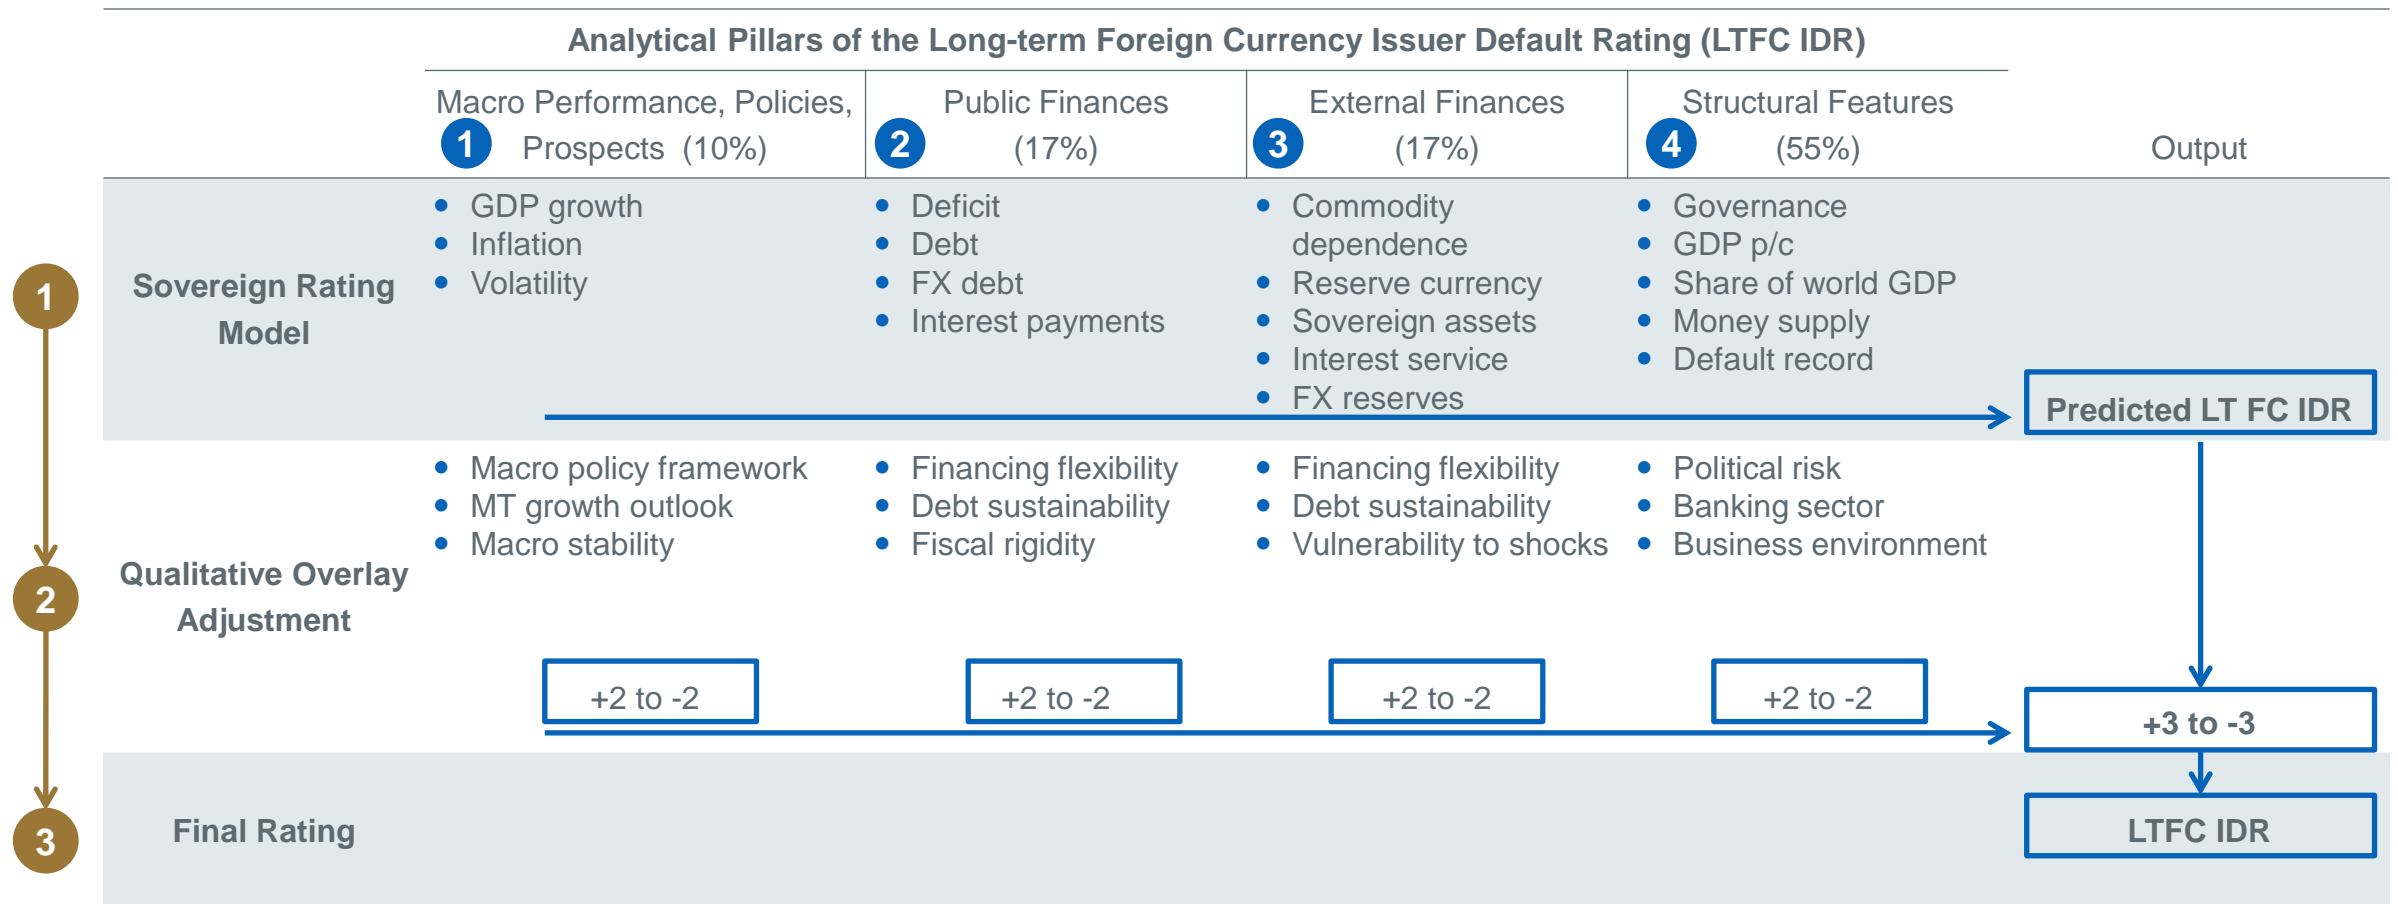 Analytical Pillars of the Long-term Foreign Currency Issuer Default Rating (LTFC IDR)
Macro Performance, Policies,
Prospects (10%)
1
Public Finances
(17%)
2
External Finances
(17%)
3
Structural Features
(55%)
4
Output
1
Sovereign Rating
Model
GDP growth
Inflation
Volatility
Deficit
Debt
FX debt
Interest payments
Commodity
dependence
Reserve currency
Sovereign assets
Interest service
FX reserves
Governance
GDP p/c
Share of world GDP
Money supply
Default record
Predicted LT FC IDR
2
Qualitative Overlay
Adjustment
Macro policy framework
MT growth outlook
Macro stability
Financing flexibility
Debt sustainability
Fiscal rigidity
Financing flexibility
Debt sustainability
Vulnerability to shocks
Political risk
Banking sector
Business environment
+2 to -2
+2 to -2
+2 to -2
+2 to -2
+3 to -3
3
Final Rating
LTFC IDR